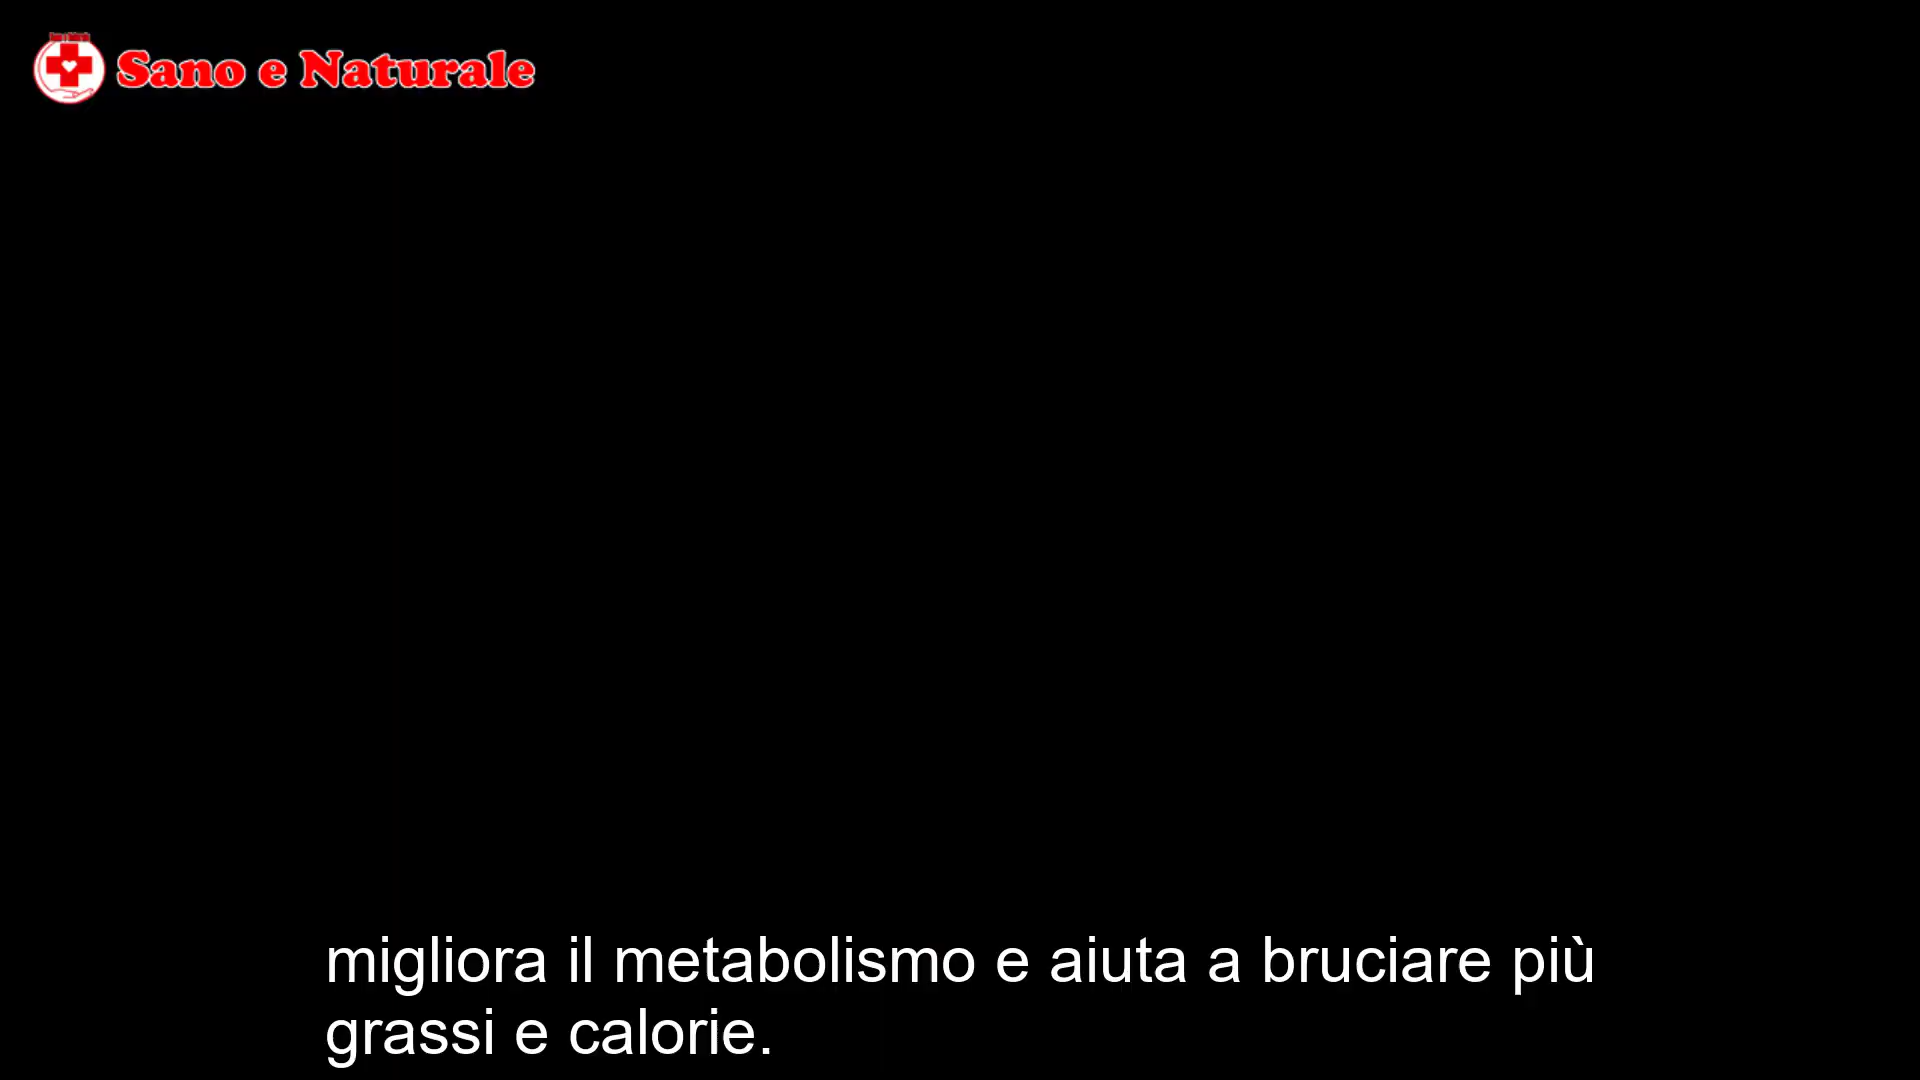 Sano e Naturale
migliora il metabolismo e aiuta a bruciare più
grassi e calorie.